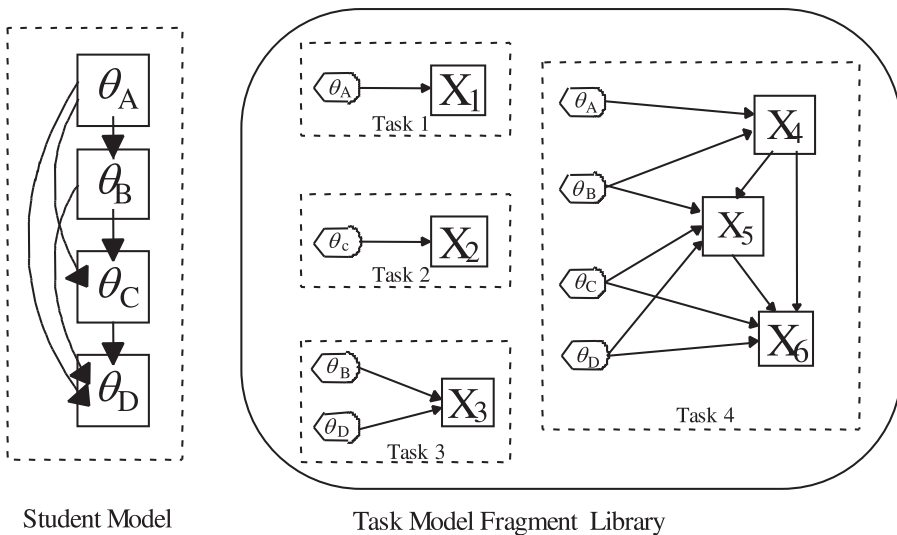 θA
θB
θC
θD
Student Model
θA
X1
Task 1
θc
X2
Task 2
θB
θD
X3
Task 3
θA
θB
θC
θD
X4
X5
X6
Task 4
Task Model Fragment Library